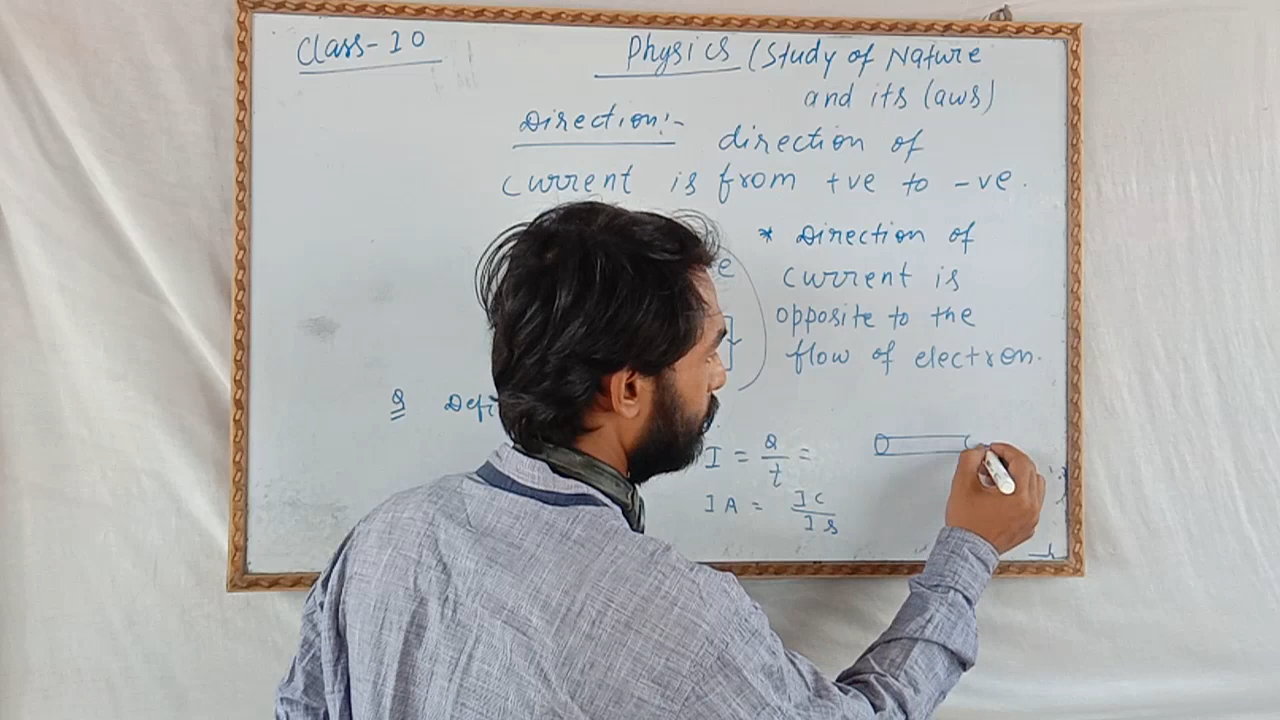 Class-10
Physics (Study of Nature
and its laws)
Direction:-
direction of
current is from +ve to -ve.
* Direction of
current is
opposite to the
flow of electron.
Q
I = Q/t =
1A = 1C/1s